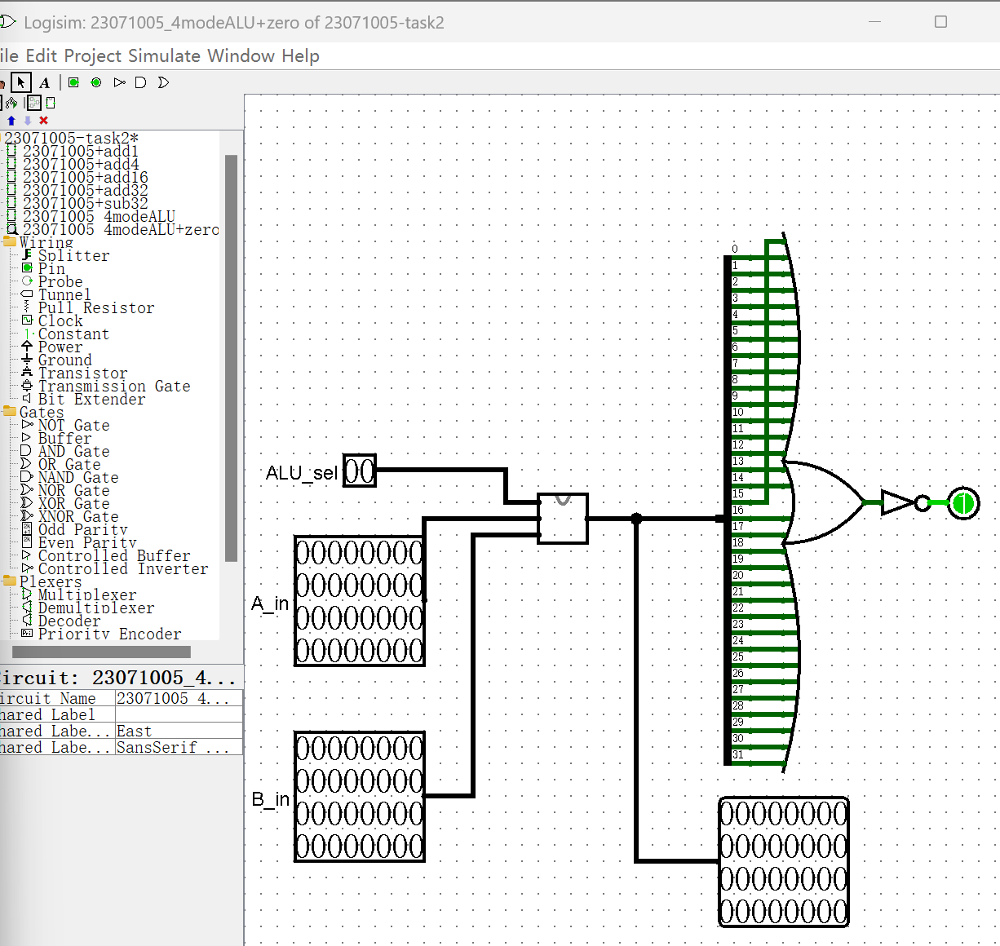 Logisim: 23071005_4modeALU+zero of 23071005-task2
ile Edit Project Simulate Window Help
A
23071005-task2*
23071005+add1
23071005+add4
23071005+add16
23071005+add32
23071005+sub32
23071005 4modeALU
23071005 4modeALU+zero
Wiring
Splitter
Pin
Probe
Tunnel
Pull Resistor
Clock
Constant
Power
Ground
Transistor
Transmission Gate
Bit Extender
Gates
NOT Gate
Buffer
AND Gate
OR Gate
NAND Gate
NOR Gate
XOR Gate
XNOR Gate
Odd Parity
Even Parity
Controlled Buffer
Controlled Inverter
Plexers
Multiplexer
Demultiplexer
Decoder
Priority Encoder
ircuit: 23071005_4...
ircuit Name 23071005 4...
hared Label
hared Labe... East
hared Labe... SansSerif ...
ALU_sel 00
A_in
00000000
00000000
00000000
00000000
B_in
00000000
00000000
00000000
00000000
0
1
2
3
4
5
6
7
8
9
10
11
12
13
14
15
16
17
18
19
20
21
22
23
24
25
26
27
28
29
30
31
1
00000000
00000000
00000000
00000000